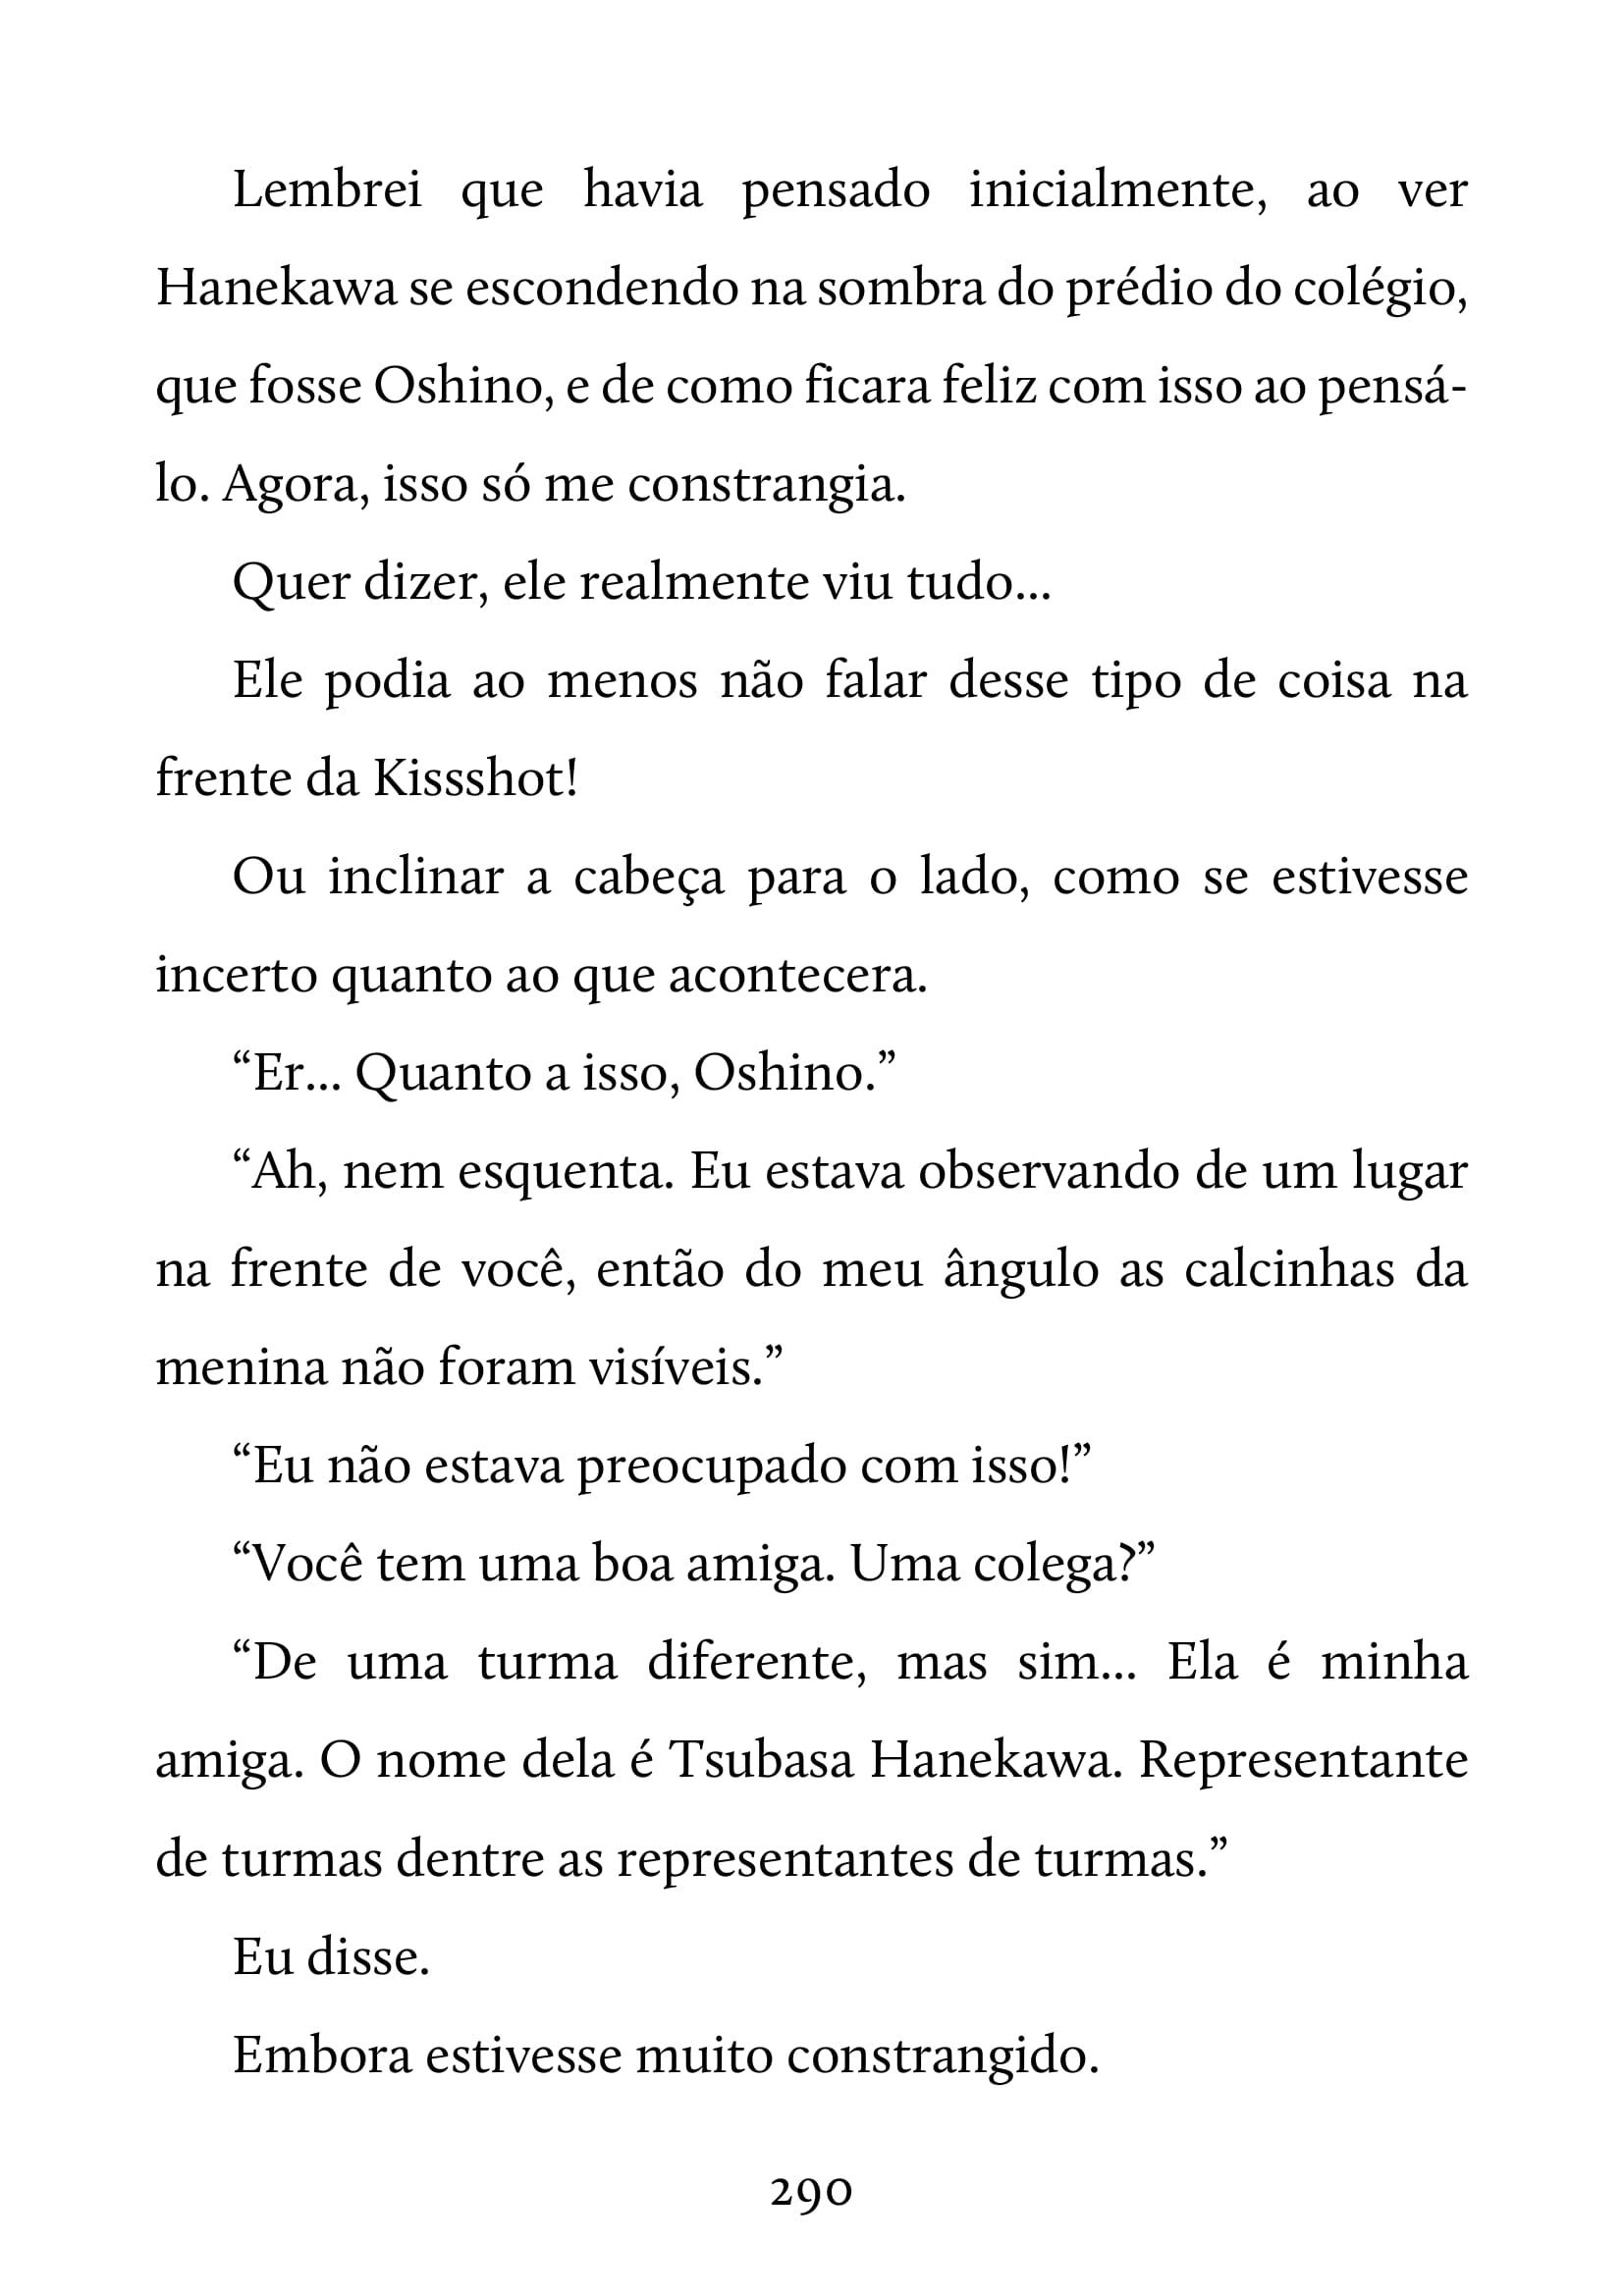 Lembrei que havia pensado inicialmente, ao ver
Hanekawa se escondendo na sombra do prédio do colégio,
que fosse Oshino, e de como ficara feliz com isso ao pensá-
lo. Agora, isso só me constrangia.
Quer dizer, ele realmente viu tudo...
Ele podia ao menos não falar desse tipo de coisa na
frente da Kissshot!
Ou inclinar a cabeça para o lado, como se estivesse
incerto quanto ao que acontecera.
“Er... Quanto a isso, Oshino.”
“Ah, nem esquenta. Eu estava observando de um lugar
na frente de você, então do meu ângulo as calcinhas da
menina não foram visíveis.”
“Eu não estava preocupado com isso!”
“Você tem uma boa amiga. Uma colega?”
“De uma turma diferente, mas sim... Ela é minha
amiga. O nome dela é Tsubasa Hanekawa. Representante
de turmas dentre as representantes de turmas.”
Eu disse.
Embora estivesse muito constrangido.
290